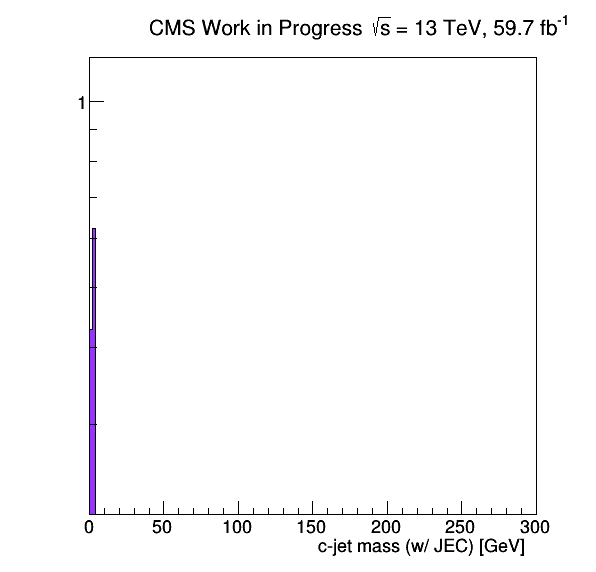 CMS Work in Progress √s = 13 TeV, 59.7 fb⁻¹
1
0 50 100 150 200 250 300
c-jet mass (w/ JEC) [GeV]